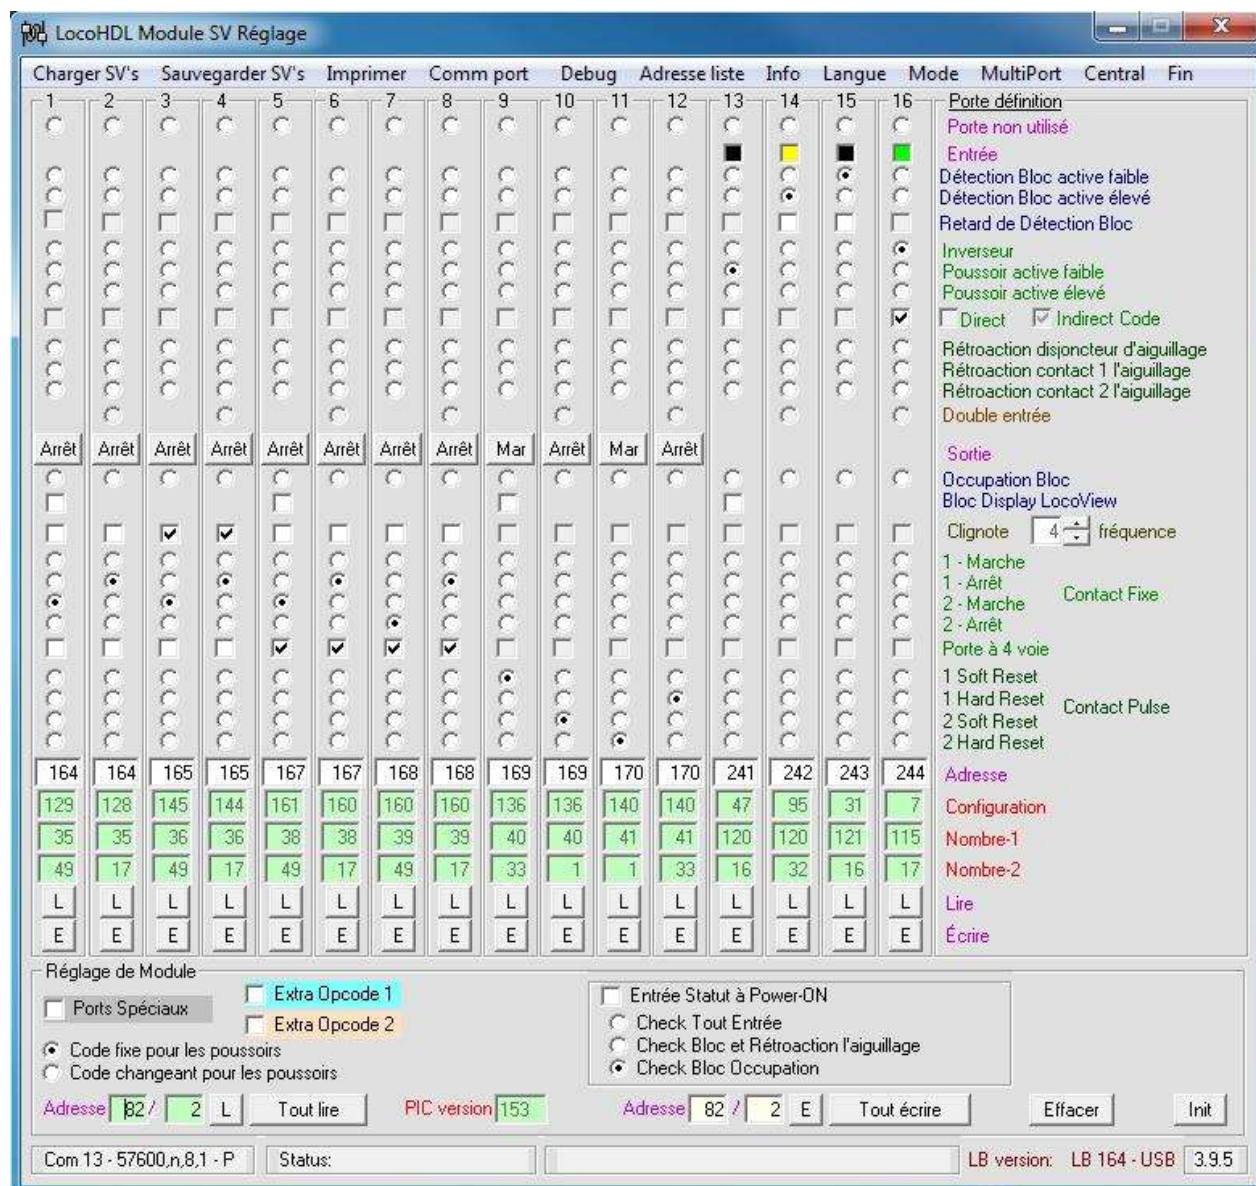 LocoHDL Module SV Réglage
Charger SV's Sauvegarder SV's Imprimer Comm port Debug Adresse liste Info Langue Mode MultiPort Central Fin
1 2 3 4 5 6 7 8 9 10 11 12 13 14 15 16 Porte définition
Porte non utilisé
Entrée
Détection Bloc active faible
Détection Bloc active élevé
Retard de Détection Bloc
Inverseur
Poussoir active faible
Poussoir active élevé
Direct Indirect Code
Rétroaction disjoncteur d'aiguillage
Rétroaction contact 1 l'aiguillage
Rétroaction contact 2 l'aiguillage
Double entrée
Arrêt Arrêt Arrêt Arrêt Arrêt Arrêt Arrêt Arrêt Mar Arrêt Mar Arrêt Sortie
Occupation Bloc
Bloc Display LocoView
Clignote 4 fréquence
1 - Marche
1 - Arrêt
2 - Marche
2 - Arrêt
Contact Fixe
Porte à 4 voie
1 Soft Reset
1 Hard Reset
2 Soft Reset
2 Hard Reset
Contact Pulse
164 164 165 165 167 167 168 168 169 169 170 170 241 242 243 244 Adresse
129 128 145 144 161 160 160 160 136 136 140 140 47 95 31 7 Configuration
35 35 36 36 38 38 39 39 40 40 41 41 120 120 121 115 Nombre-1
49 17 49 17 49 17 49 17 33 1 1 33 16 32 16 17 Nombre-2
L L L L L L L L L L L L L L L L Lire
E E E E E E E E E E E E E E E E Écrire
Réglage de Module
Ports Spéciaux
Extra Opcode 1
Extra Opcode 2
Code fixe pour les poussoirs
Code changeant pour les poussoirs
Entrée Statut à Power-ON
Check Tout Entrée
Check Bloc et Rétroaction l'aiguillage
Check Bloc Occupation
Adresse 82 / 2 L Tout lire PIC version 153 Adresse 82 / 2 E Tout écrire Effacer Init
Com 13 - 57600,n,8,1 - P Status: LB version: LB 164 - USB 3.9.5